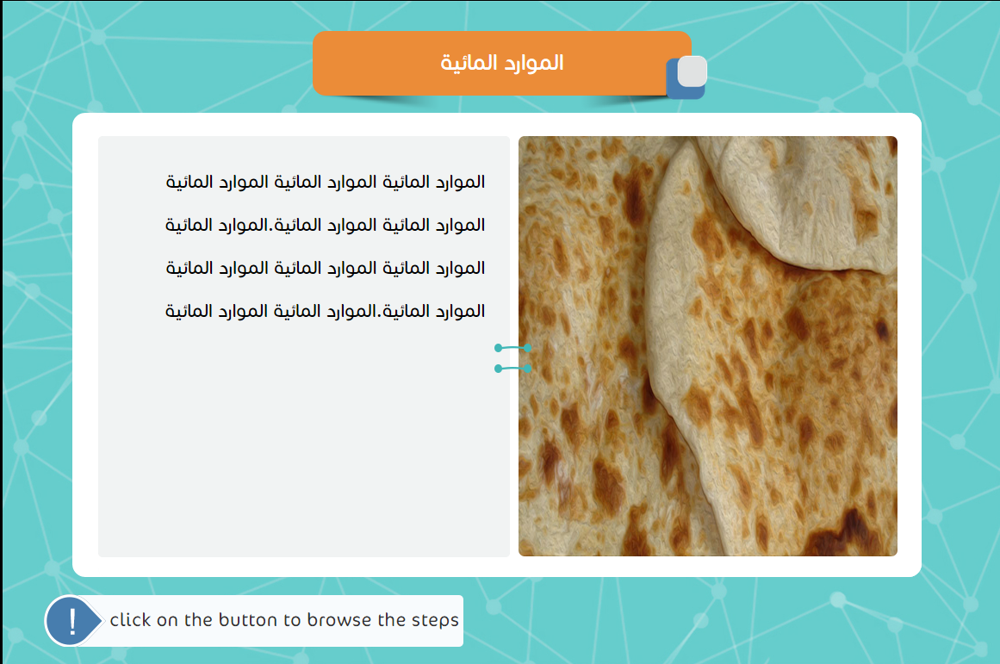 الموارد المائية
الموارد المائية الموارد المائية الموارد المائية
الموارد المائية الموارد المائية.الموارد المائية
الموارد المائية الموارد المائية الموارد المائية
الموارد المائية.الموارد المائية الموارد المائية
! click on the button to browse the steps